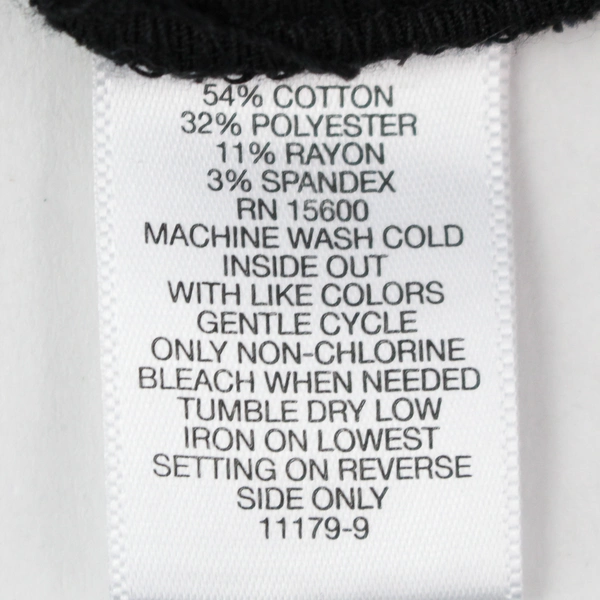 54% COTTON
32% POLYESTER
11% RAYON
3% SPANDEX
RN 15600
MACHINE WASH COLD
INSIDE OUT
WITH LIKE COLORS
GENTLE CYCLE
ONLY NON-CHLORINE
BLEACH WHEN NEEDED
TUMBLE DRY LOW
IRON ON LOWEST
SETTING ON REVERSE
SIDE ONLY
11179-9